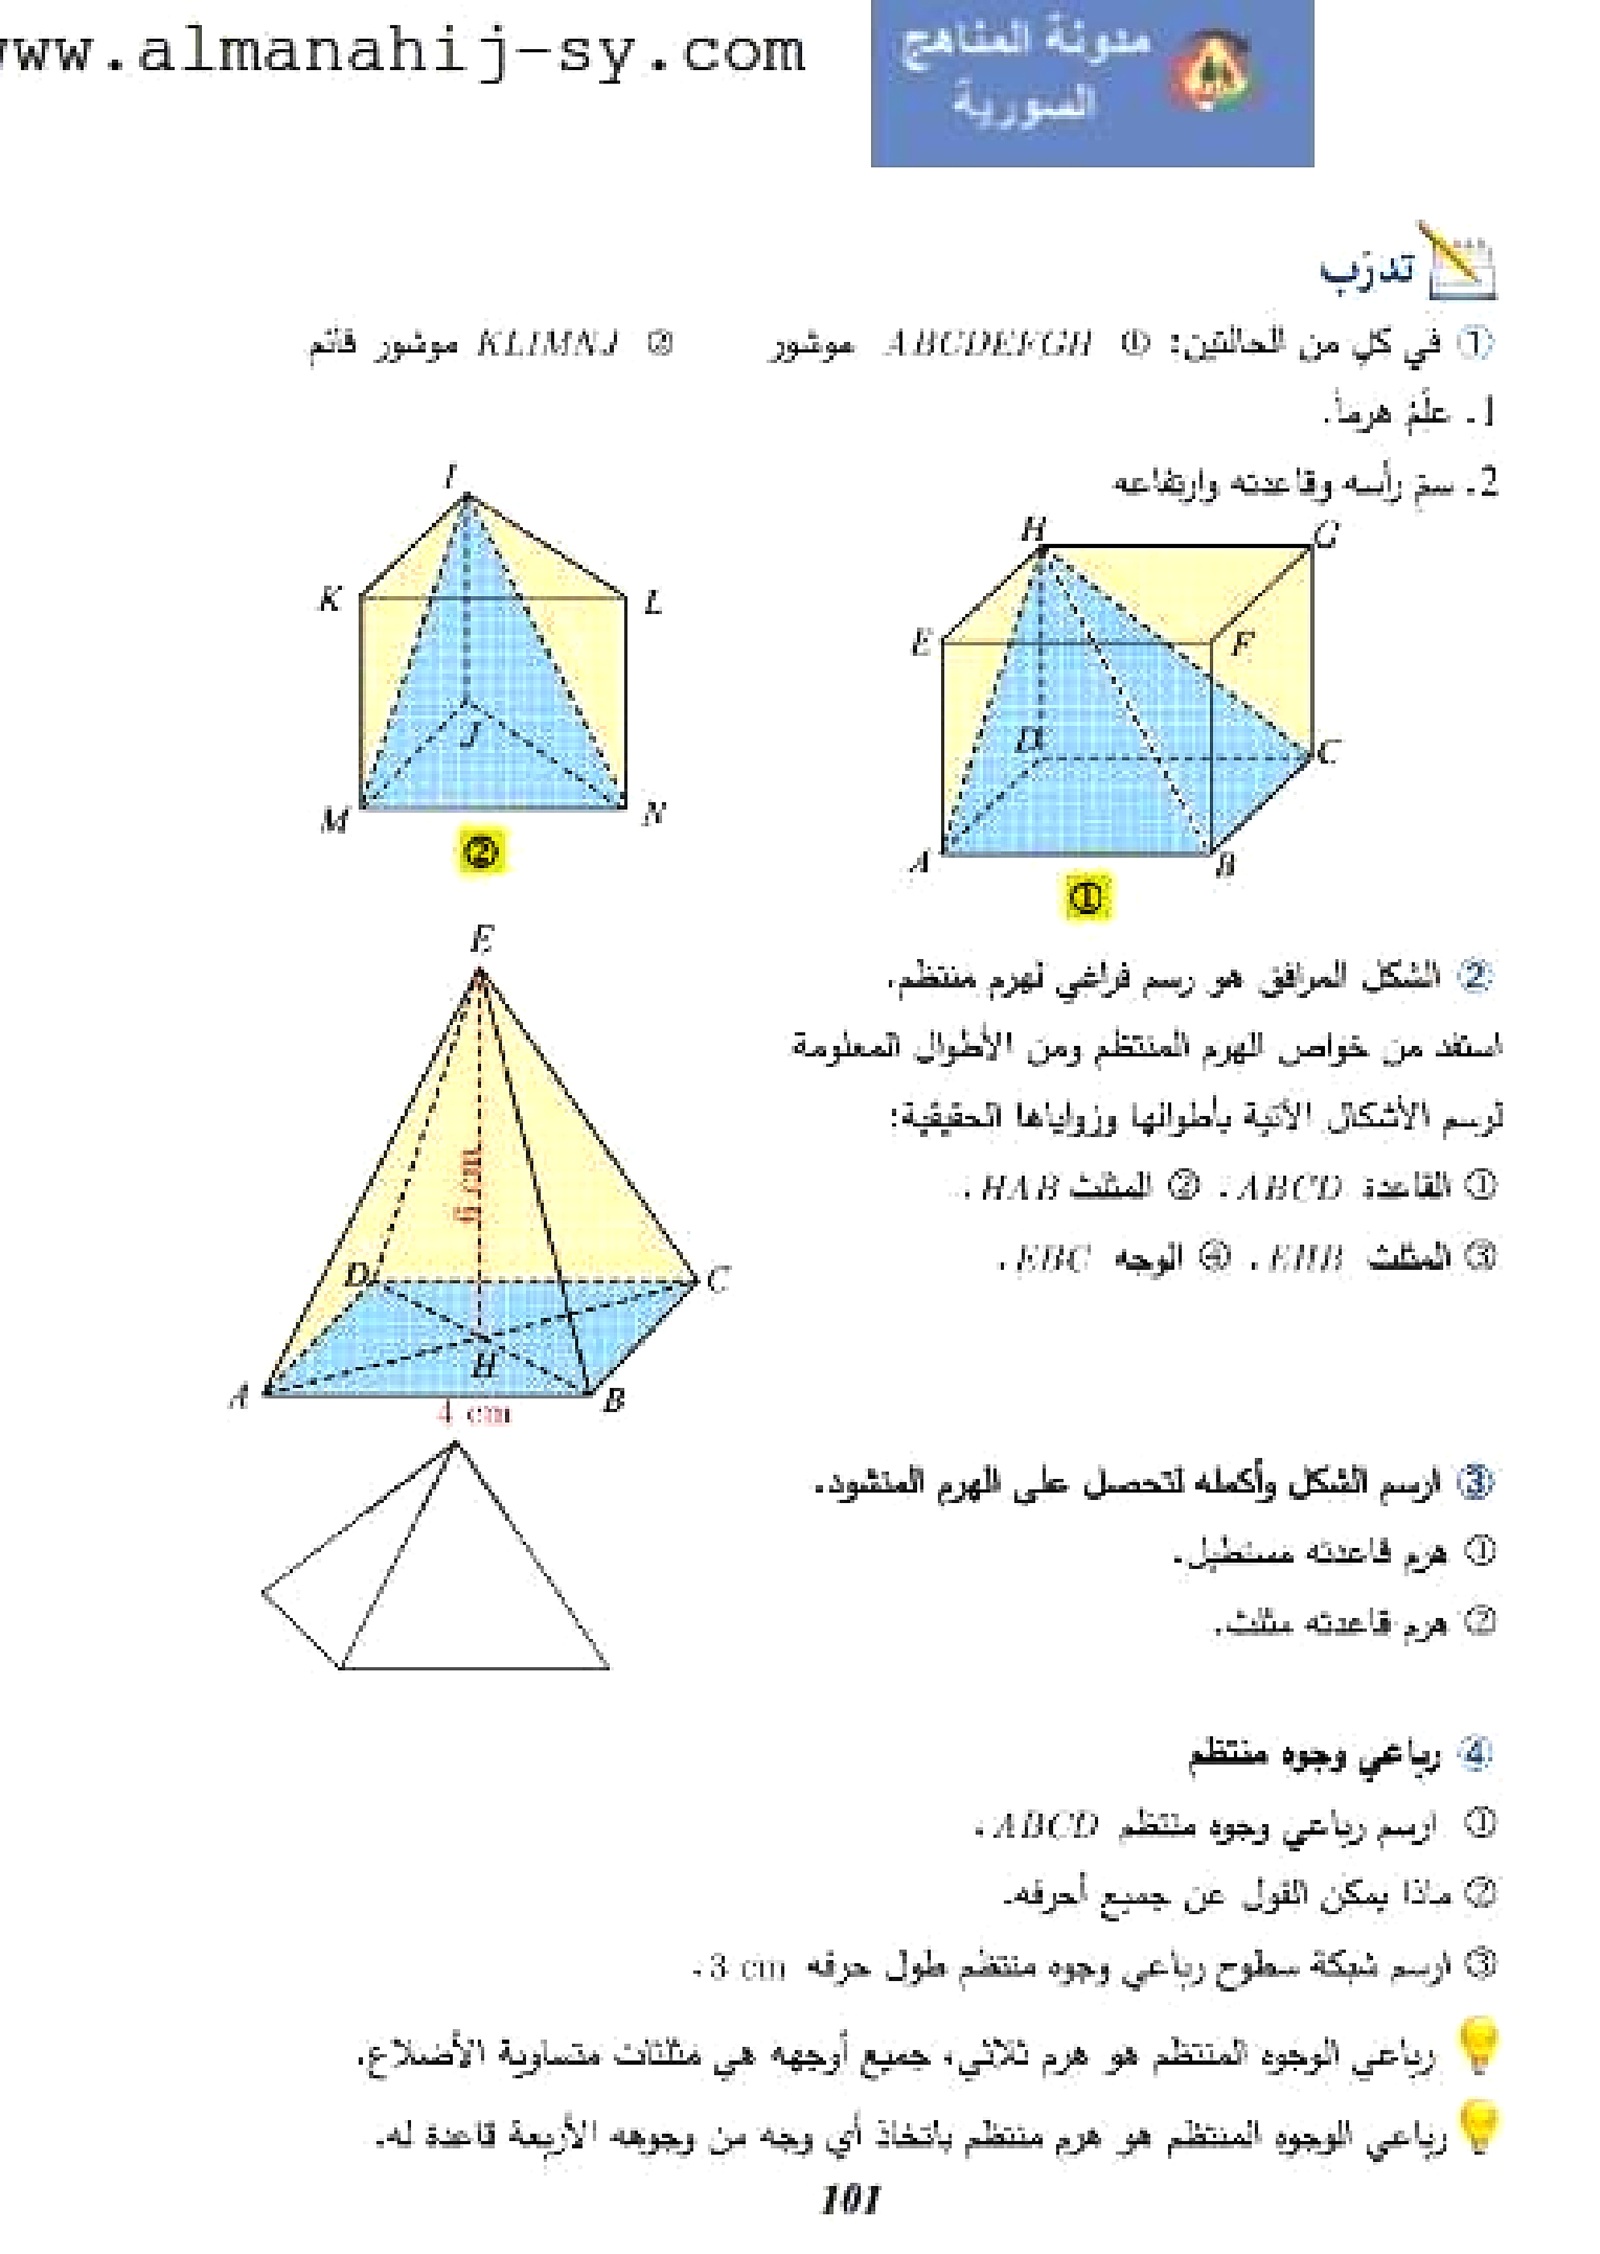 www.almanahij-sy.com
مدونة المناهج
السورية
تدرّب
① في كلٍ من الحالتين: ① ABCDEFGH موشور ② KLIMNJ موشور قائم
1. علّمْ هرماً.
2. سمّ رأسه وقاعدته وارتفاعه
I
K
L
J
M
N
②
H
G
E
F
D
C
A
B
①
② الشكل المرافق هو رسم فراغي لهرم منتظم.
استفد من خواص الهرم المنتظم ومن الأطوال المعلومة
لرسم الأشكال الآتية بأطوالها وزواياها الحقيقية:
① القاعدة ABCD. ② المثلث HAB.
③ المثلث EHB. ④ الوجه EBC.
E
6 cm
D
C
H
A
B
4 cm
③ ارسم الشكل وأكمله لتحصل على الهرم المنشود.
① هرم قاعدته مستطيل.
② هرم قاعدته مثلث.
④ رباعي وجوه منتظم
① ارسم رباعي وجوه منتظم ABCD.
② ماذا يمكن القول عن جميع أحرفه.
③ ارسم شبكة سطوح رباعي وجوه منتظم طول حرفه 3 cm.
رباعي الوجوه المنتظم هو هرم ثلاثي، جميع أوجهه هي مثلثات متساوية الأضلاع.
رباعي الوجوه المنتظم هو هرم منتظم باتخاذ أي وجه من وجوهه الأربعة قاعدة له.
101